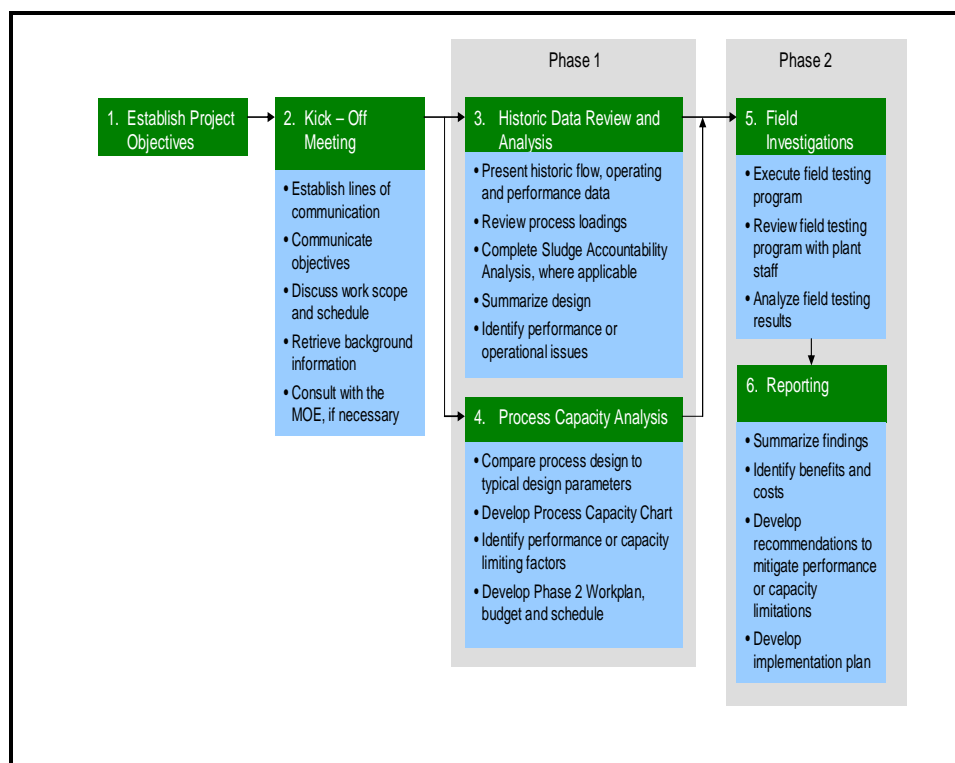 Phase 1
Phase 2
1. Establish Project
Objectives
2. Kick – Off
Meeting
• Establish lines of
communication
• Communicate
objectives
• Discuss work scope
and schedule
• Retrieve background
information
• Consult with the
MOE, if necessary
3. Historic Data Review and
Analysis
• Present historic flow, operating
and performance data
• Review process loadings
• Complete Sludge Accountability
Analysis, where applicable
• Summarize design
• Identify performance or
operational issues
4. Process Capacity Analysis
• Compare process design to
typical design parameters
• Develop Process Capacity Chart
• Identify performance or capacity
limiting factors
• Develop Phase 2 Workplan,
budget and schedule
5. Field
Investigations
• Execute field testing
program
• Review field testing
program with plant
staff
• Analyze field testing
results
6. Reporting
• Summarize findings
• Identify benefits and
costs
• Develop
recommendations to
mitigate performance
or capacity
limitations
• Develop
implementation plan